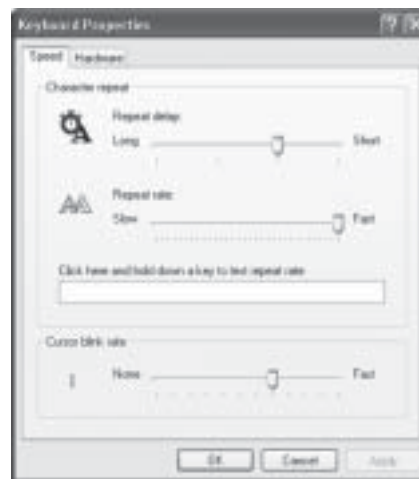 Keyboard Properties
Speed Hardware
Character repeat
Repeat delay:
Long Short
Repeat rate:
Slow Fast
Click here and hold down a key to test repeat rate:
Cursor blink rate
None Fast
OK Cancel Apply